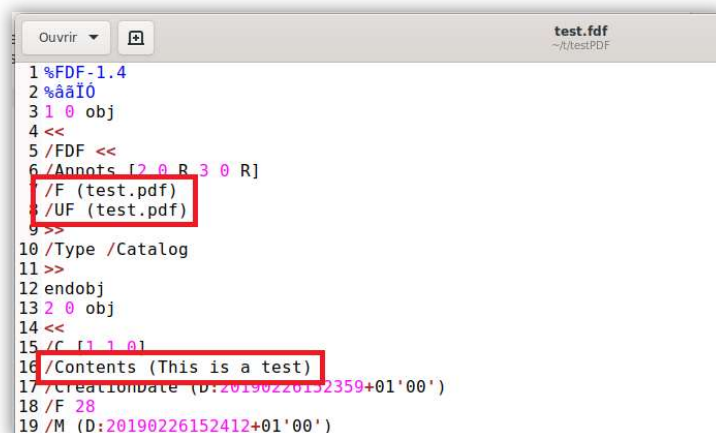 Ouvrir
test.fdf
~/t/testPDF
1 %FDF-1.4
2 %âãÏÓ
3 1 0 obj
4 <<
5 /FDF <<
6 /Annots [2 0 R 3 0 R]
7 /F (test.pdf)
8 /UF (test.pdf)
9 >>
10 /Type /Catalog
11 >>
12 endobj
13 2 0 obj
14 <<
15 /C [1 1 0]
16 /Contents (This is a test)
17 /CreationDate (D:20190226152359+01'00')
18 /F 28
19 /M (D:20190226152412+01'00')